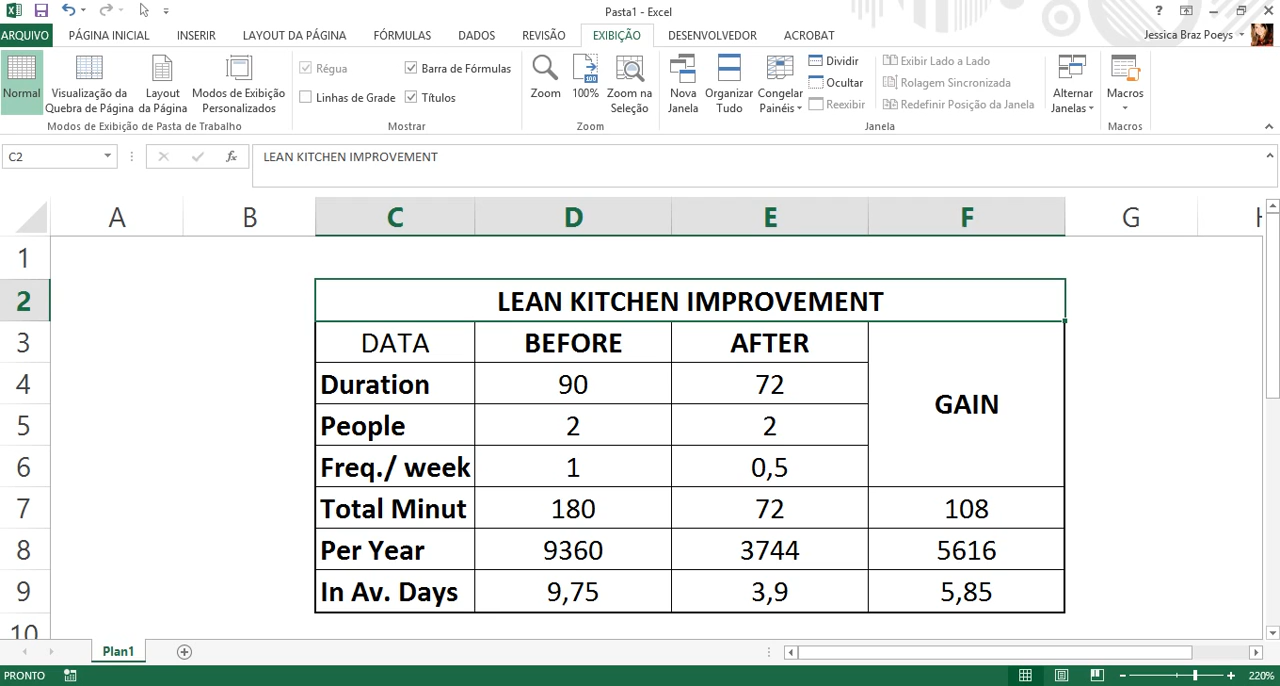 Pasta1 - Excel
ARQUIVO PÁGINA INICIAL INSERIR LAYOUT DA PÁGINA FÓRMULAS DADOS REVISÃO EXIBIÇÃO DESENVOLVEDOR ACROBAT Jessica Braz Poeys
Normal
Visualização da Quebra de Página
Layout da Página
Modos de Exibição Personalizados
Modos de Exibição de Pasta de Trabalho
Régua
Barra de Fórmulas
Linhas de Grade
Títulos
Mostrar
Zoom
100%
Zoom na Seleção
Zoom
Nova Janela
Organizar Tudo
Congelar Painéis
Dividir
Ocultar
Reexibir
Exibir Lado a Lado
Rolagem Sincronizada
Redefinir Posição da Janela
Alternar Janelas
Janela
Macros
Macros
C2 fx LEAN KITCHEN IMPROVEMENT
A B C D E F G H
1
2 LEAN KITCHEN IMPROVEMENT
3 DATA BEFORE AFTER
GAIN
4 Duration 90 72
5 People 2 2
6 Freq./ week 1 0,5
7 Total Minut 180 72 108
8 Per Year 9360 3744 5616
9 In Av. Days 9,75 3,9 5,85
10
Plan1
PRONTO 220%